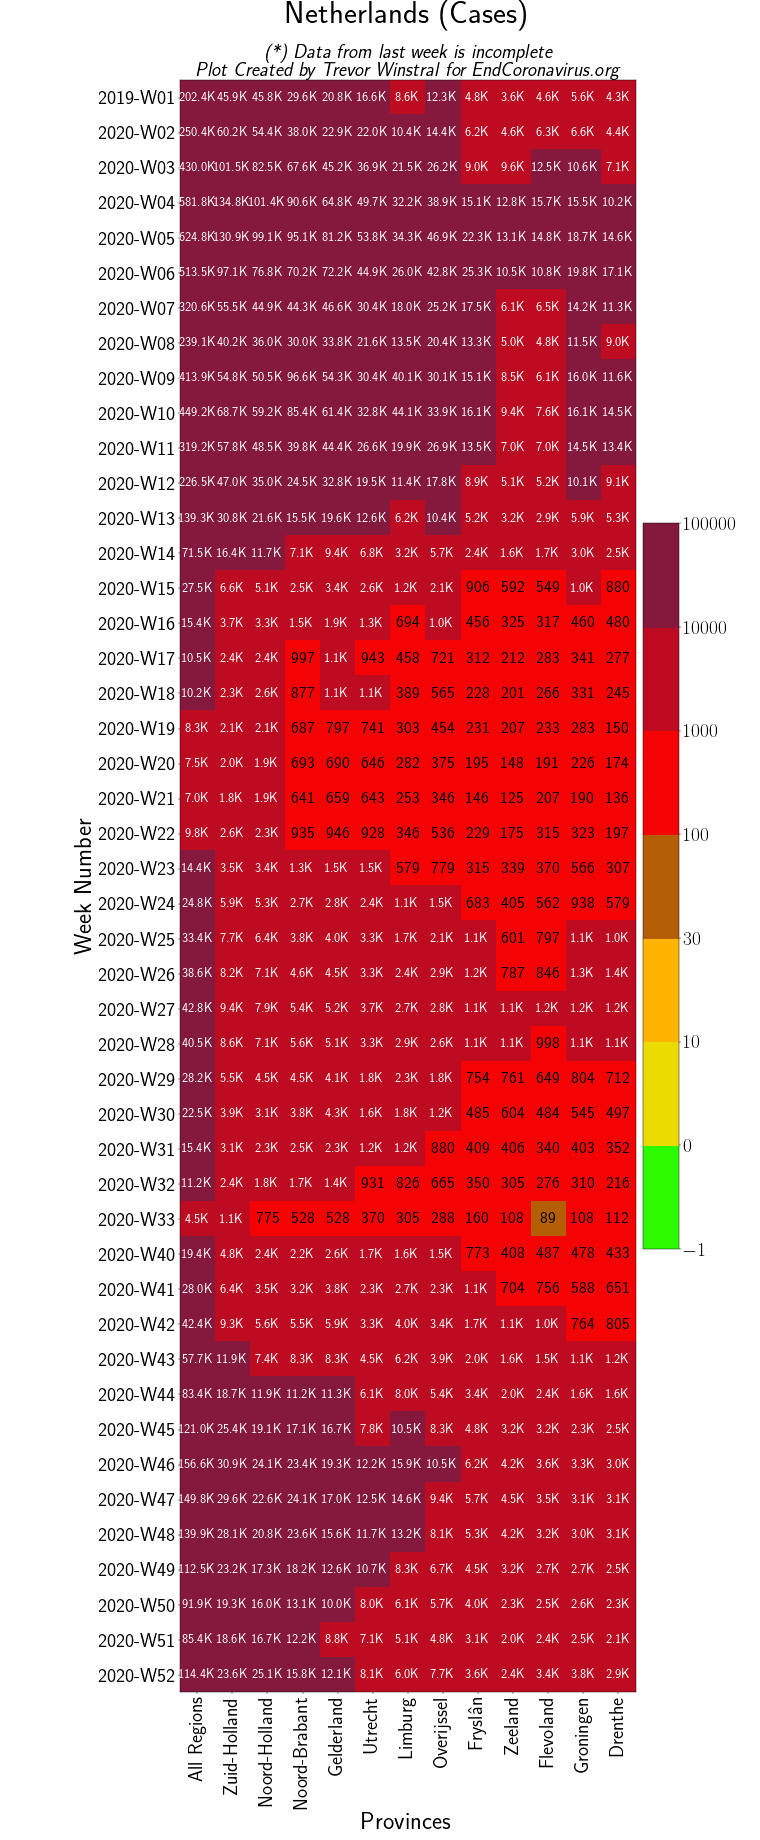 Netherlands (Cases)
(*) Data from last week is incomplete
Plot Created by Trevor Winstral for EndCoronavirus.org
2019-W01 202.4K 45.9K 45.8K 29.6K 20.8K 16.6K 8.6K 12.3K 4.8K 3.6K 4.6K 5.6K 4.3K
2020-W02 250.4K 60.2K 54.4K 38.0K 22.9K 22.0K 10.4K 14.4K 6.2K 4.6K 6.3K 6.6K 4.4K
2020-W03 430.0K 101.5K 82.5K 67.6K 45.2K 36.9K 21.5K 26.2K 9.0K 9.6K 12.5K 10.6K 7.1K
2020-W04 581.8K 134.8K 101.4K 90.6K 64.8K 49.7K 32.2K 38.9K 15.1K 12.8K 15.7K 15.5K 10.2K
2020-W05 624.8K 130.9K 99.1K 95.1K 81.2K 53.8K 34.3K 46.9K 22.3K 13.1K 14.8K 18.7K 14.6K
2020-W06 513.5K 97.1K 76.8K 70.2K 72.2K 44.9K 26.0K 42.8K 25.3K 10.5K 10.8K 19.8K 17.1K
2020-W07 320.6K 55.5K 44.9K 44.3K 46.6K 30.4K 18.0K 25.2K 17.5K 6.1K 6.5K 14.2K 11.3K
2020-W08 239.1K 40.2K 36.0K 30.0K 33.8K 21.6K 13.5K 20.4K 13.3K 5.0K 4.8K 11.5K 9.0K
2020-W09 413.9K 54.8K 50.5K 96.6K 54.3K 30.4K 40.1K 30.1K 15.1K 8.5K 6.1K 16.0K 11.6K
2020-W10 449.2K 68.7K 59.2K 85.4K 61.4K 32.8K 44.1K 33.9K 16.1K 9.4K 7.6K 16.1K 14.5K
2020-W11 319.2K 57.8K 48.5K 39.8K 44.4K 26.6K 19.9K 26.9K 13.5K 7.0K 7.0K 14.5K 13.4K
2020-W12 226.5K 47.0K 35.0K 24.5K 32.8K 19.5K 11.4K 17.8K 8.9K 5.1K 5.2K 10.1K 9.1K
2020-W13 139.3K 30.8K 21.6K 15.5K 19.6K 12.6K 6.2K 10.4K 5.2K 3.2K 2.9K 5.9K 5.3K
2020-W14 71.5K 16.4K 11.7K 7.1K 9.4K 6.8K 3.2K 5.7K 2.4K 1.6K 1.7K 3.0K 2.5K
2020-W15 27.5K 6.6K 5.1K 2.5K 3.4K 2.6K 1.2K 2.1K 906 592 549 1.0K 880
2020-W16 15.4K 3.7K 3.3K 1.5K 1.9K 1.3K 694 1.0K 456 325 317 460 480
2020-W17 10.5K 2.4K 2.4K 997 1.1K 943 458 721 312 212 283 341 277
2020-W18 10.2K 2.3K 2.6K 877 1.1K 1.1K 389 565 228 201 266 331 245
2020-W19 8.3K 2.1K 2.1K 687 797 741 303 454 231 207 233 283 150
2020-W20 7.5K 2.0K 1.9K 693 690 646 282 375 195 148 191 226 174
2020-W21 7.0K 1.8K 1.9K 641 659 643 253 346 146 125 207 190 136
2020-W22 9.8K 2.6K 2.3K 935 946 928 346 536 229 175 315 323 197
2020-W23 14.4K 3.5K 3.4K 1.3K 1.5K 1.5K 579 779 315 339 370 566 307
2020-W24 24.8K 5.9K 5.3K 2.7K 2.8K 2.4K 1.1K 1.5K 683 405 562 938 579
2020-W25 33.4K 7.7K 6.4K 3.8K 4.0K 3.3K 1.7K 2.1K 1.1K 601 797 1.1K 1.0K
2020-W26 38.6K 8.2K 7.1K 4.6K 4.5K 3.3K 2.4K 2.9K 1.2K 787 846 1.3K 1.4K
2020-W27 42.8K 9.4K 7.9K 5.4K 5.2K 3.7K 2.7K 2.8K 1.1K 1.1K 1.2K 1.2K 1.2K
2020-W28 40.5K 8.6K 7.1K 5.6K 5.1K 3.3K 2.9K 2.6K 1.1K 1.1K 998 1.1K 1.1K
2020-W29 28.2K 5.5K 4.5K 4.5K 4.1K 1.8K 2.3K 1.8K 754 761 649 804 712
2020-W30 22.5K 3.9K 3.1K 3.8K 4.3K 1.6K 1.8K 1.2K 485 604 484 545 497
2020-W31 15.4K 3.1K 2.3K 2.5K 2.3K 1.2K 1.2K 880 409 406 340 403 352
2020-W32 11.2K 2.4K 1.8K 1.7K 1.4K 931 826 665 350 305 276 310 216
2020-W33 4.5K 1.1K 775 528 528 370 305 288 160 108 89 108 112
2020-W40 19.4K 4.8K 2.4K 2.2K 2.6K 1.7K 1.6K 1.5K 773 408 487 478 433
2020-W41 28.0K 6.4K 3.5K 3.2K 3.8K 2.3K 2.7K 2.3K 1.1K 704 756 588 651
2020-W42 42.4K 9.3K 5.6K 5.5K 5.9K 3.3K 4.0K 3.4K 1.7K 1.1K 1.0K 764 805
2020-W43 57.7K 11.9K 7.4K 8.3K 8.3K 4.5K 6.2K 3.9K 2.0K 1.6K 1.5K 1.1K 1.2K
2020-W44 83.4K 18.7K 11.9K 11.2K 11.3K 6.1K 8.0K 5.4K 3.4K 2.0K 2.4K 1.6K 1.6K
2020-W45 121.0K 25.4K 19.1K 17.1K 16.7K 7.8K 10.5K 8.3K 4.8K 3.2K 3.2K 2.3K 2.5K
2020-W46 156.6K 30.9K 24.1K 23.4K 19.3K 12.2K 15.9K 10.5K 6.2K 4.2K 3.6K 3.3K 3.0K
2020-W47 149.8K 29.6K 22.6K 24.1K 17.0K 12.5K 14.6K 9.4K 5.7K 4.5K 3.5K 3.1K 3.1K
2020-W48 139.9K 28.1K 20.8K 23.6K 15.6K 11.7K 13.2K 8.1K 5.3K 4.2K 3.2K 3.0K 3.1K
2020-W49 112.5K 23.2K 17.3K 18.2K 12.6K 10.7K 8.3K 6.7K 4.5K 3.2K 2.7K 2.7K 2.5K
2020-W50 91.9K 19.3K 16.0K 13.1K 10.0K 8.0K 6.1K 5.7K 4.0K 2.3K 2.5K 2.6K 2.3K
2020-W51 85.4K 18.6K 16.7K 12.2K 8.8K 7.1K 5.1K 4.8K 3.1K 2.0K 2.4K 2.5K 2.1K
2020-W52 114.4K 23.6K 25.1K 15.8K 12.1K 8.1K 6.0K 7.7K 3.6K 2.4K 3.4K 3.8K 2.9K
Week Number
All Regions
Zuid-Holland
Noord-Holland
Noord-Brabant
Gelderland
Utrecht
Limburg
Overijssel
Fryslân
Zeeland
Flevoland
Groningen
Drenthe
Provinces
100000
10000
1000
100
30
10
0
−1